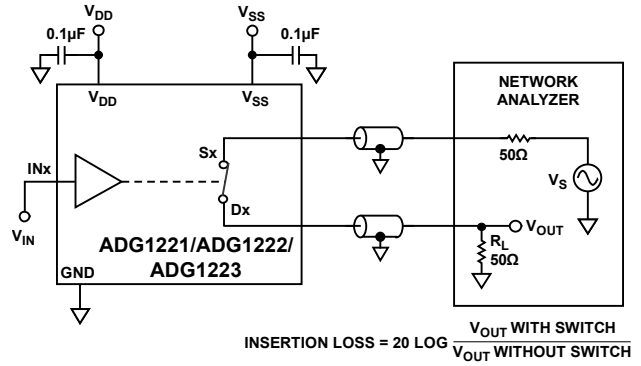 VDD
VSS
0.1µF
0.1µF
VDD
VSS
NETWORK
ANALYZER
Sx
50Ω
INx
VS
Dx
VIN
VOUT
RL
50Ω
ADG1221/ADG1222/
ADG1223
GND
INSERTION LOSS = 20 LOG VOUT WITH SWITCH
VOUT WITHOUT SWITCH